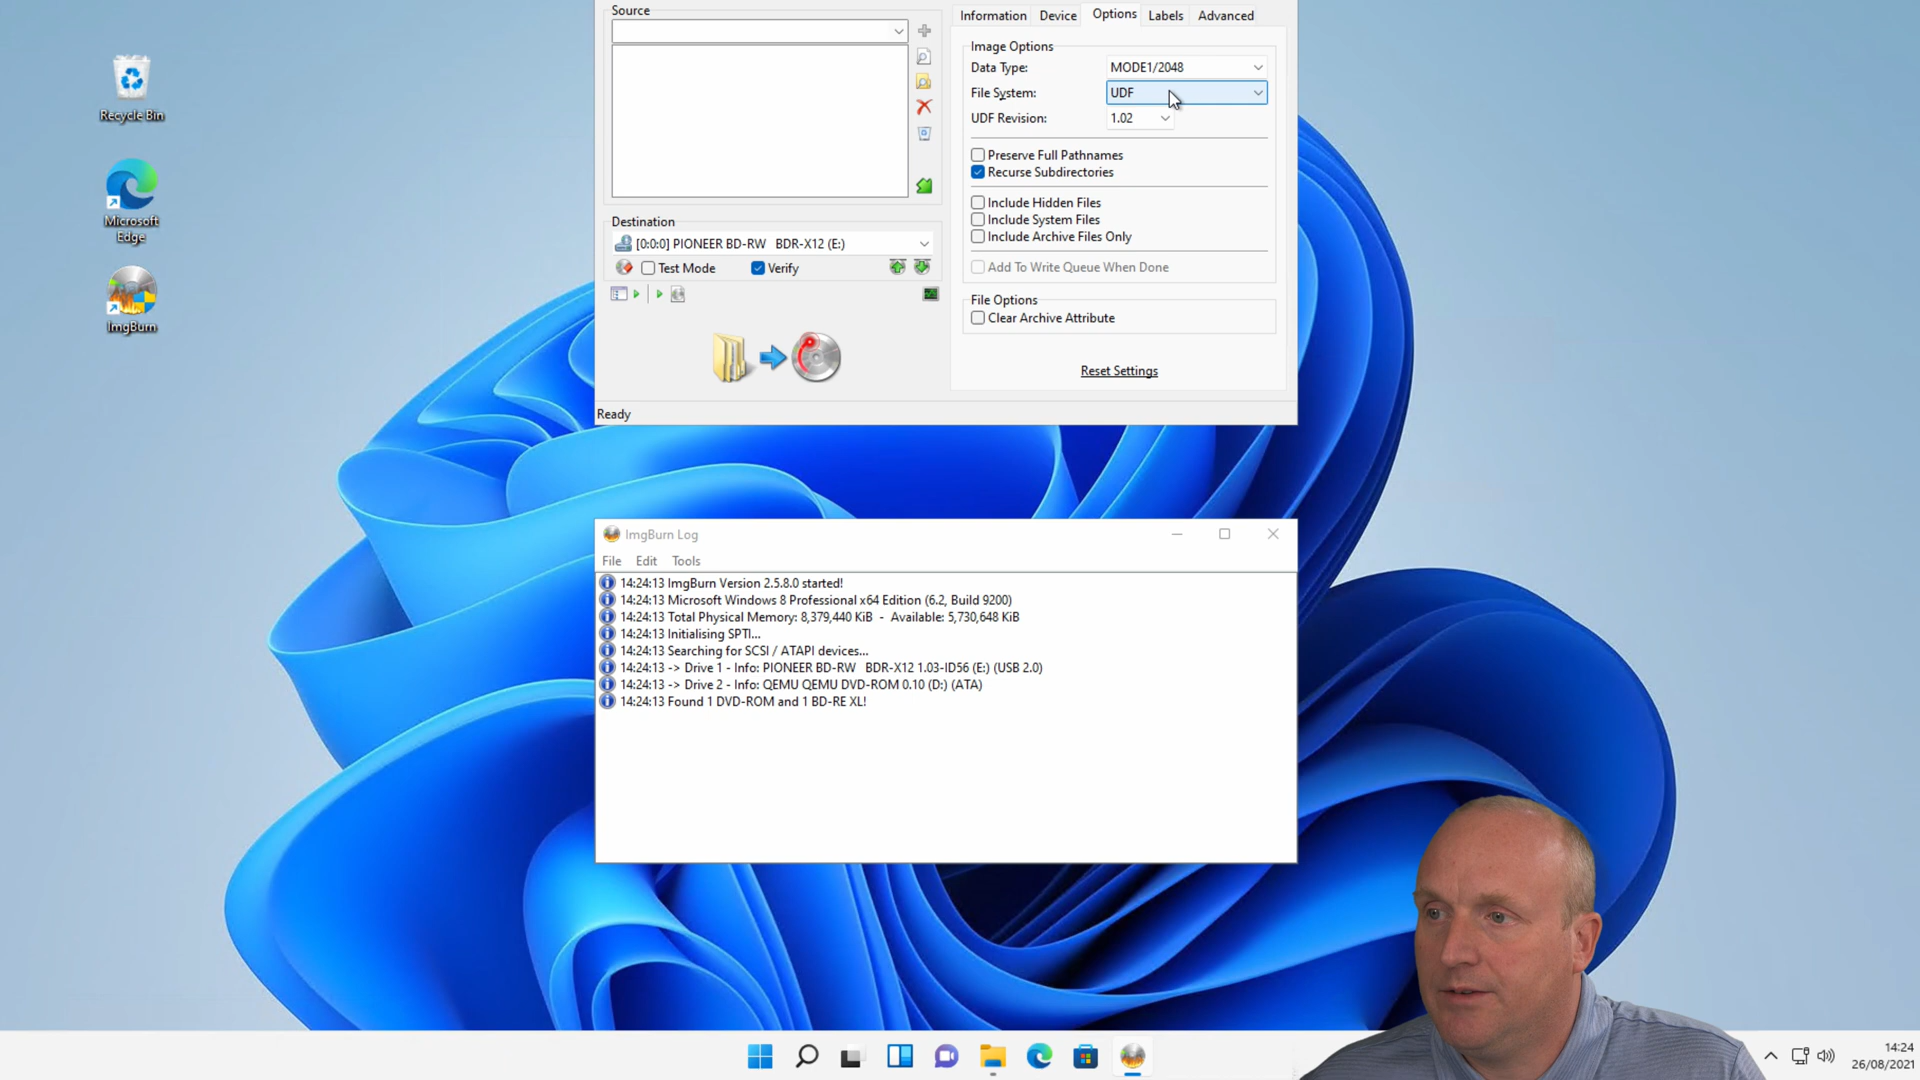 Recycle Bin
Microsoft
Edge
ImgBurn
Source
Destination
[0:0:0] PIONEER BD-RW BDR-X12 (E:)
Test Mode
Verify
Ready
Information
Device
Options
Labels
Advanced
Image Options
Data Type:
MODE1/2048
File System:
UDF
UDF Revision:
1.02
Preserve Full Pathnames
Recurse Subdirectories
Include Hidden Files
Include System Files
Include Archive Files Only
Add To Write Queue When Done
File Options
Clear Archive Attribute
Reset Settings
ImgBurn Log
File
Edit
Tools
14:24:13 ImgBurn Version 2.5.8.0 started!
14:24:13 Microsoft Windows 8 Professional x64 Edition (6.2, Build 9200)
14:24:13 Total Physical Memory: 8,379,440 KiB - Available: 5,730,648 KiB
14:24:13 Initialising SPTI...
14:24:13 Searching for SCSI / ATAPI devices...
14:24:13 -> Drive 1 - Info: PIONEER BD-RW BDR-X12 1.03-ID56 (E:) (USB 2.0)
14:24:13 -> Drive 2 - Info: QEMU QEMU DVD-ROM 0.10 (D:) (ATA)
14:24:13 Found 1 DVD-ROM and 1 BD-RE XL!
14:24
26/08/2021